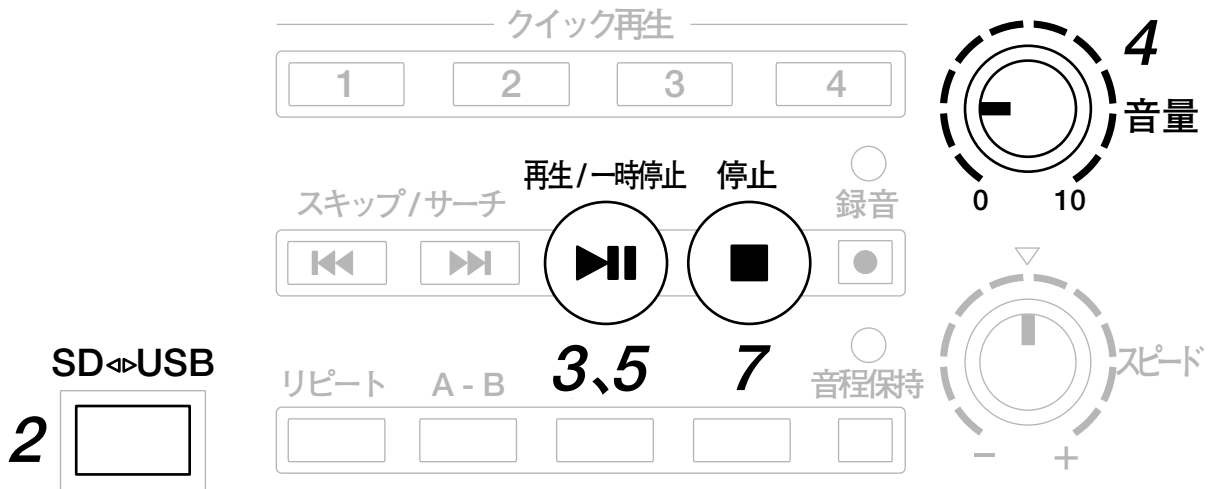 クイック再生
1 2 3 4
4
音量
0 10
スキップ/サーチ
再生/一時停止
停止
録音
SD◁▷USB
2
3、5
7
リピート
A - B
音程保持
スピード
− +